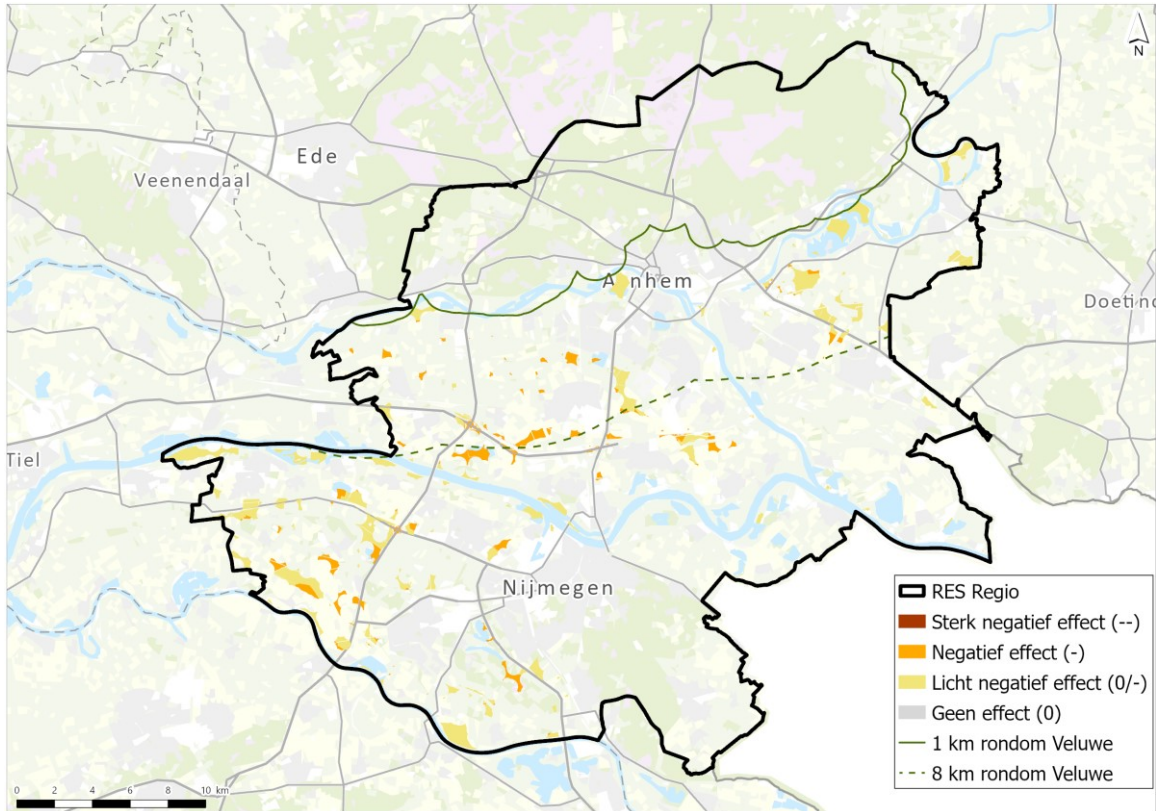 N
Ede
Veenendaal
A nhem
Doetinc
Tiel
Nijmegen
RES Regio
Sterk negatief effect (--)
Negatief effect (-)
Licht negatief effect (0/-)
Geen effect (0)
1 km rondom Veluwe
8 km rondom Veluwe
0 2 4 6 8 10 km